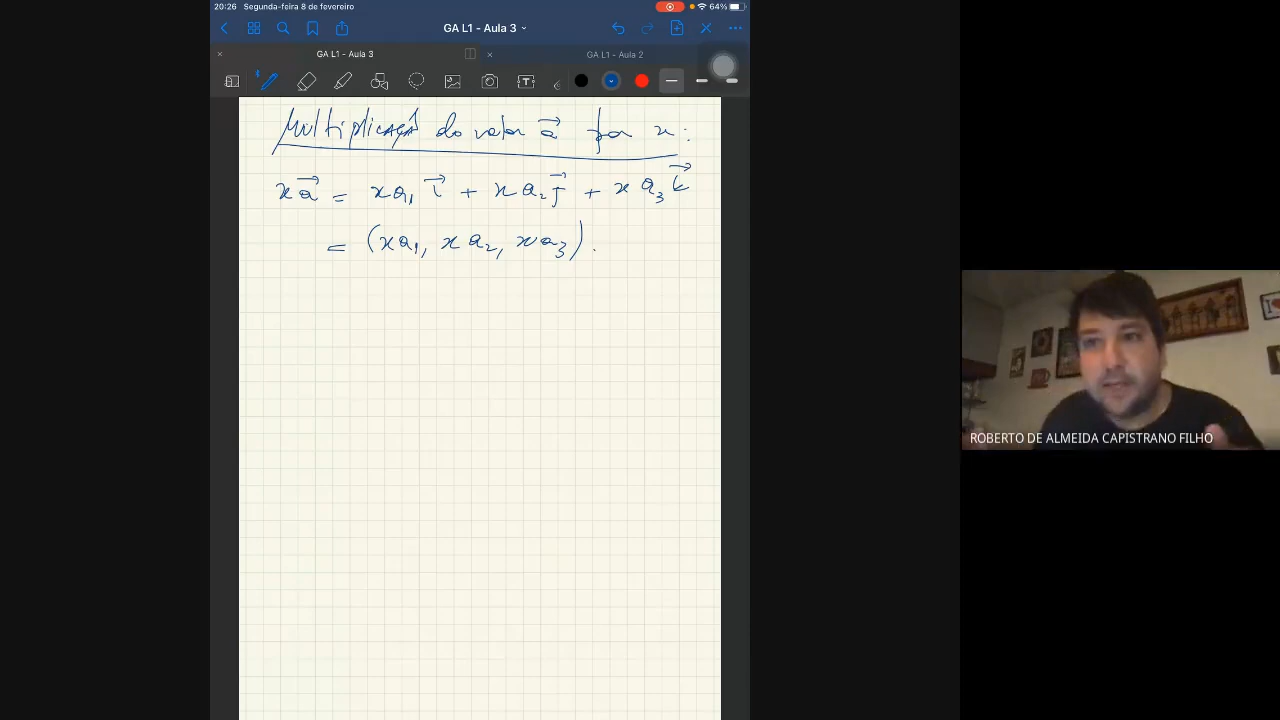 20:26 Segunda-feira 8 de fevereiro 64%
GA L1 - Aula 3
GA L1 - Aula 3 GA L1 - Aula 2
Multiplicação do vetor a⃗ por x:
xa⃗ = xa₁ i⃗ + xa₂ j⃗ + xa₃ k⃗
= (xa₁, xa₂, xa₃).
ROBERTO DE ALMEIDA CAPISTRANO FILHO